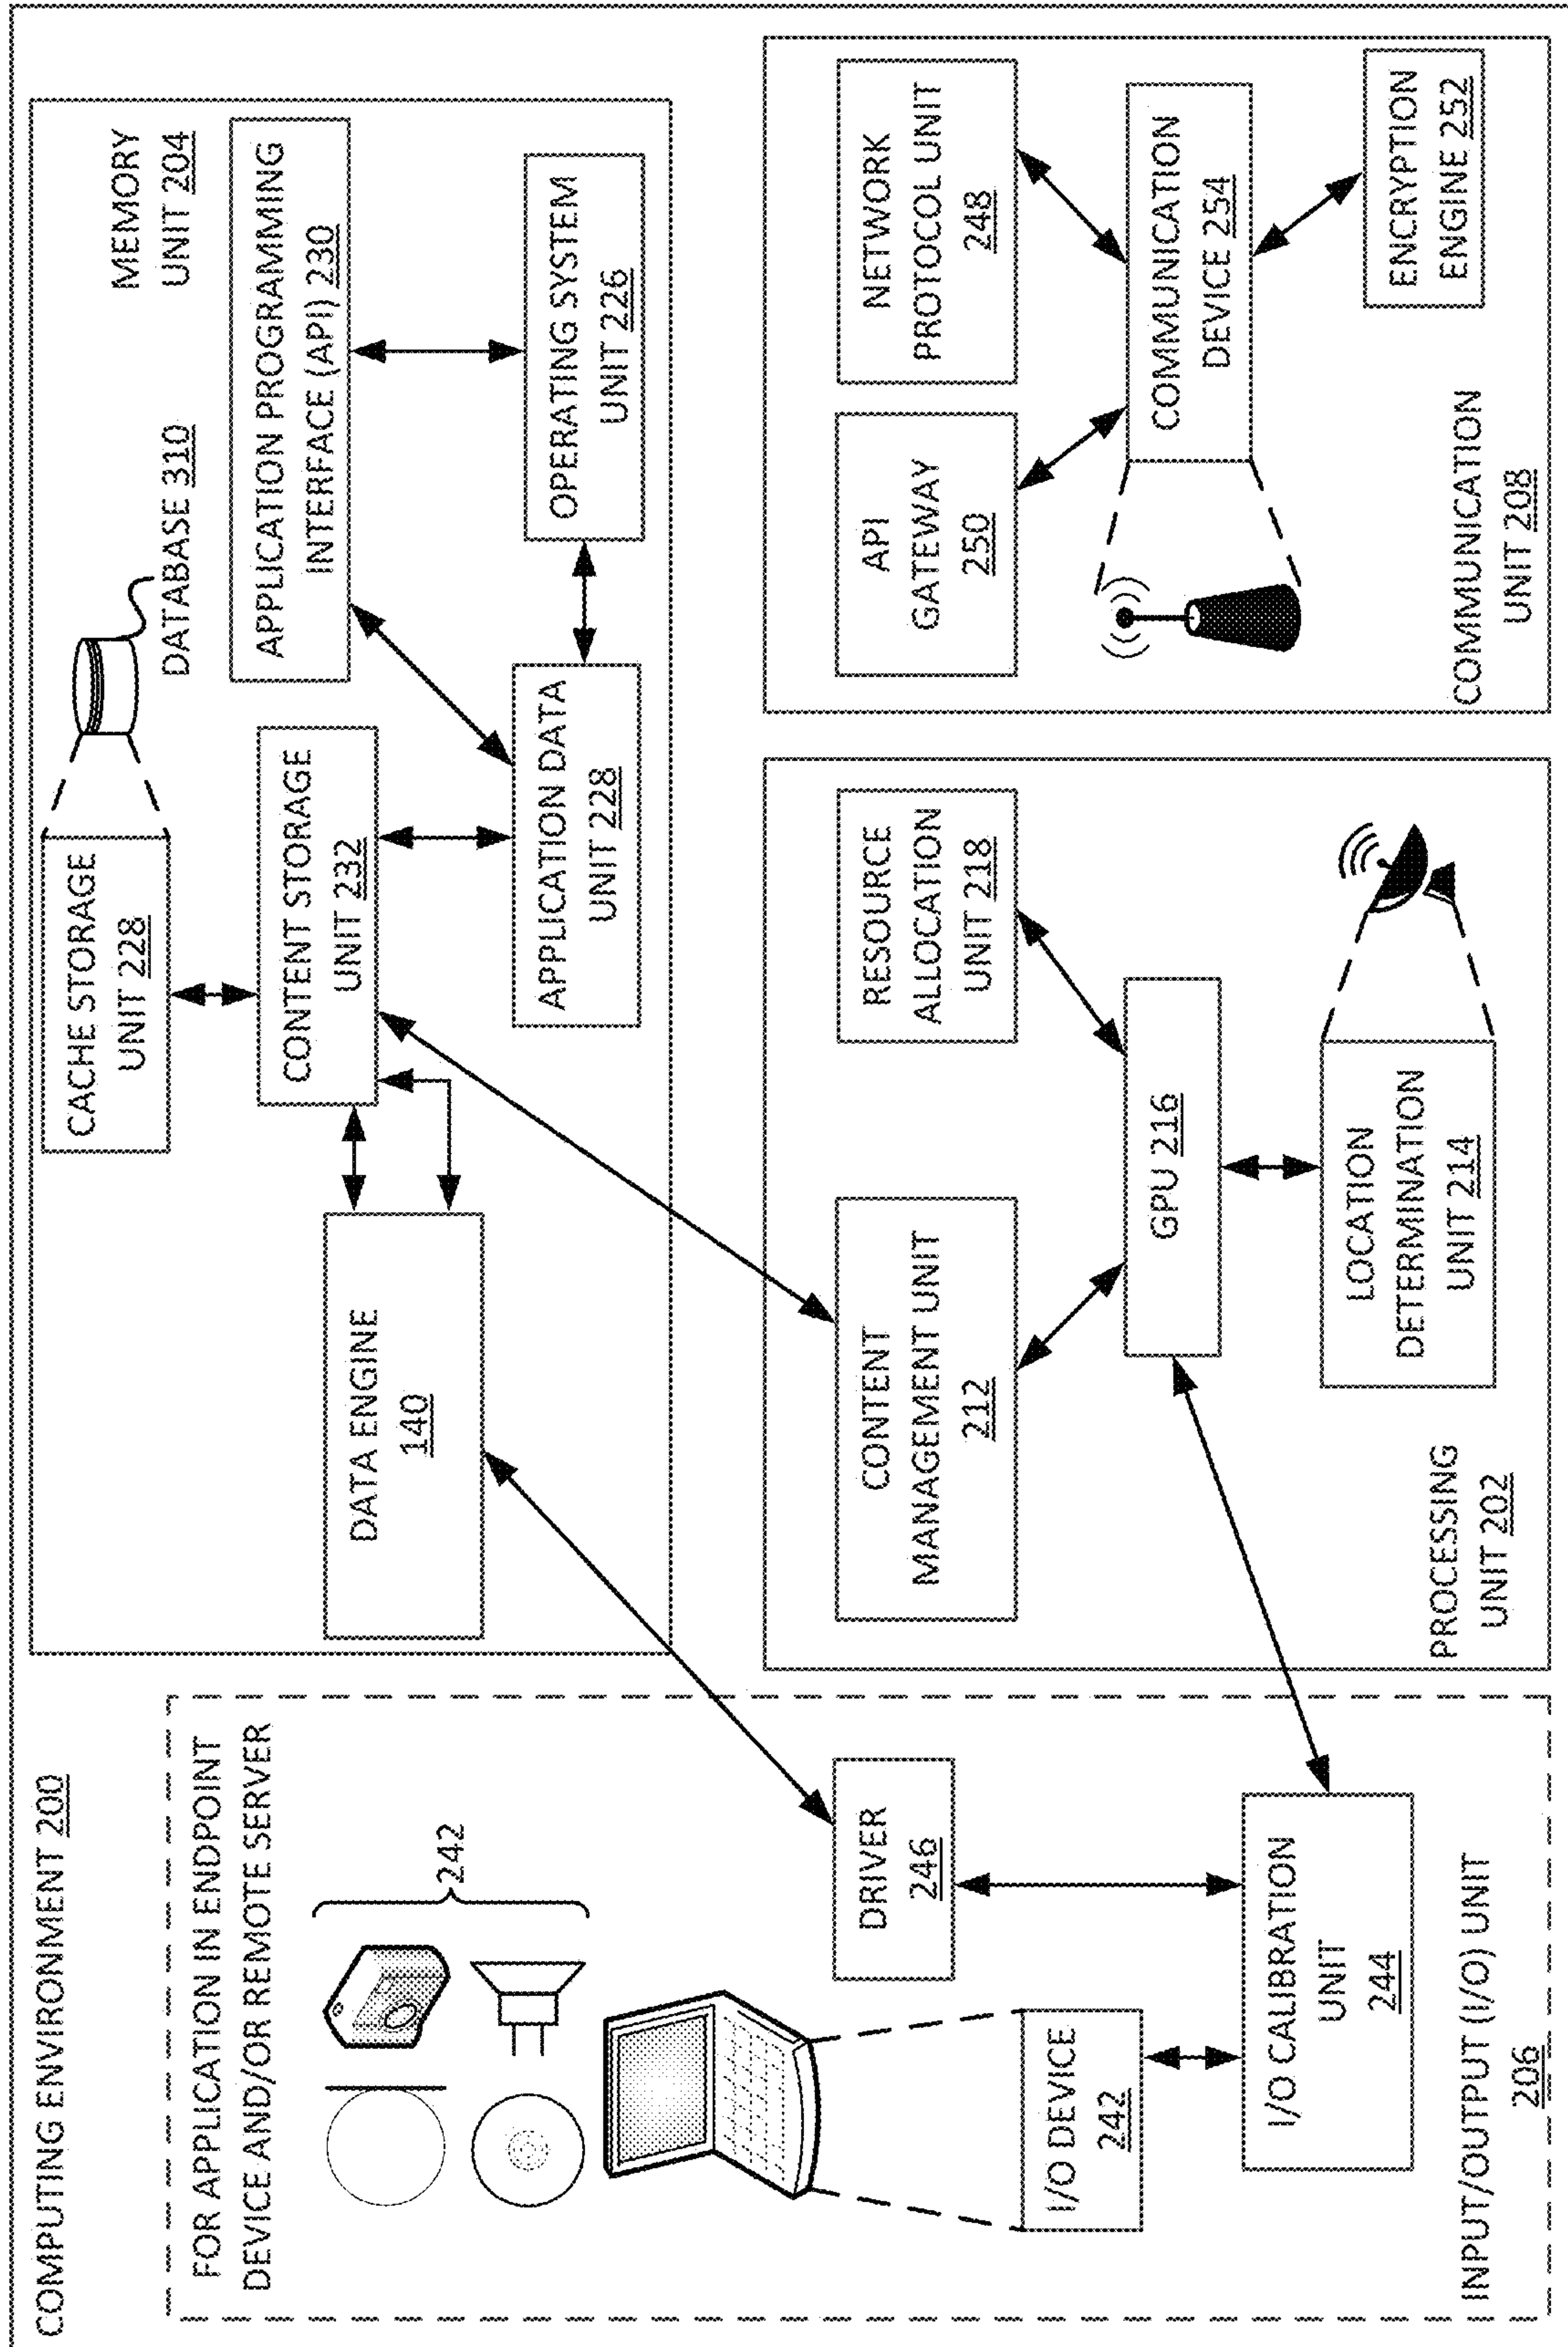 COMPUTING ENVIRONMENT 200
FOR APPLICATION IN ENDPOINT
DEVICE AND/OR REMOTE SERVER
242
DRIVER
246
I/O DEVICE
242
I/O CALIBRATION
UNIT
244
INPUT/OUTPUT (I/O) UNIT
206
CACHE STORAGE
UNIT 228
DATABASE 310
MEMORY
UNIT 204
CONTENT STORAGE
UNIT 232
APPLICATION PROGRAMMING
INTERFACE (API) 230
DATA ENGINE
140
APPLICATION DATA
UNIT 228
OPERATING SYSTEM
UNIT 226
CONTENT
MANAGEMENT UNIT
212
RESOURCE
ALLOCATION
UNIT 218
GPU 216
LOCATION
DETERMINATION
UNIT 214
PROCESSING
UNIT 202
API
GATEWAY
250
NETWORK
PROTOCOL UNIT
248
COMMUNICATION
DEVICE 254
ENCRYPTION
ENGINE 252
COMMUNICATION
UNIT 208